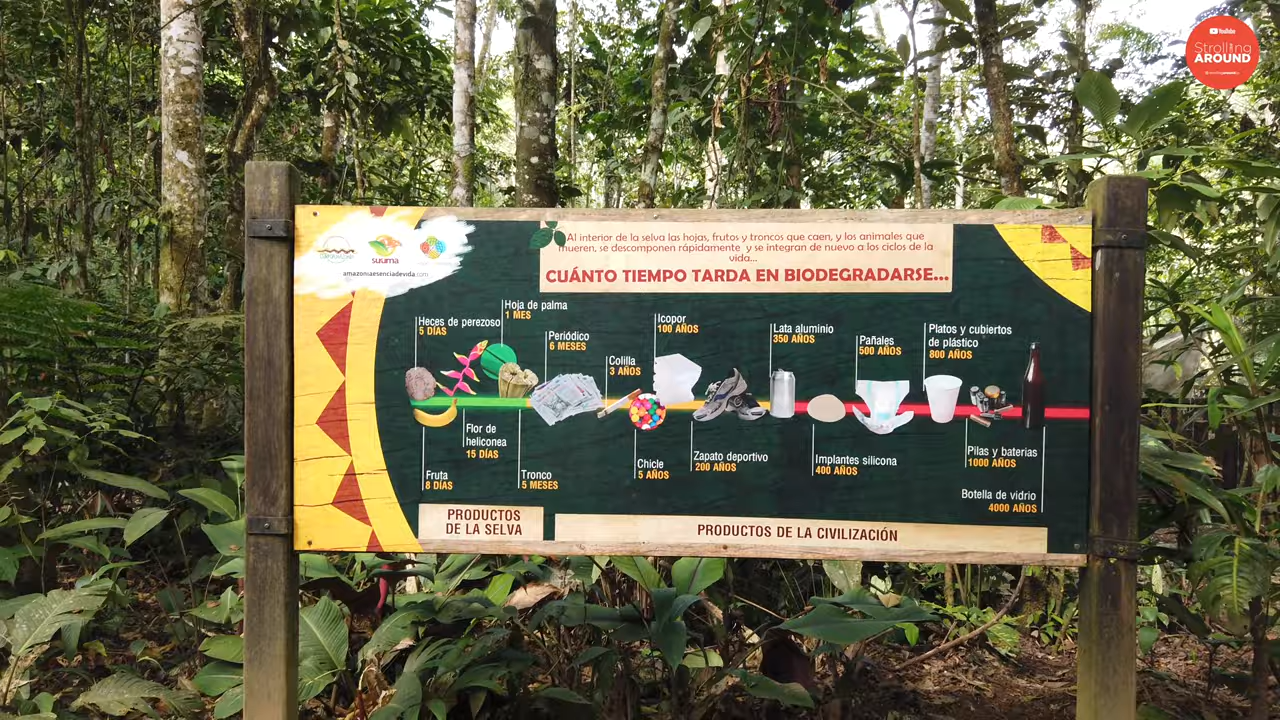 YouTube
Strolling
AROUND
suuma
amazoniaesenciadevida.com
Al interior de la selva las hojas, frutos y troncos que caen, y los animales que
mueren, se descomponen rápidamente y se integran de nuevo a los ciclos de la
vida...
CUÁNTO TIEMPO TARDA EN BIODEGRADARSE...
Heces de perezoso
5 DÍAS
Hoja de palma
1 MES
Periódico
6 MESES
Colilla
3 AÑOS
Icopor
100 AÑOS
Lata aluminio
350 AÑOS
Pañales
500 AÑOS
Platos y cubiertos
de plástico
800 AÑOS
Fruta
8 DÍAS
Flor de
heliconea
15 DÍAS
Tronco
5 MESES
Chicle
5 AÑOS
Zapato deportivo
200 AÑOS
Implantes silicona
400 AÑOS
Pilas y baterias
1000 AÑOS
Botella de vidrio
4000 AÑOS
PRODUCTOS
DE LA SELVA
PRODUCTOS DE LA CIVILIZACIÓN